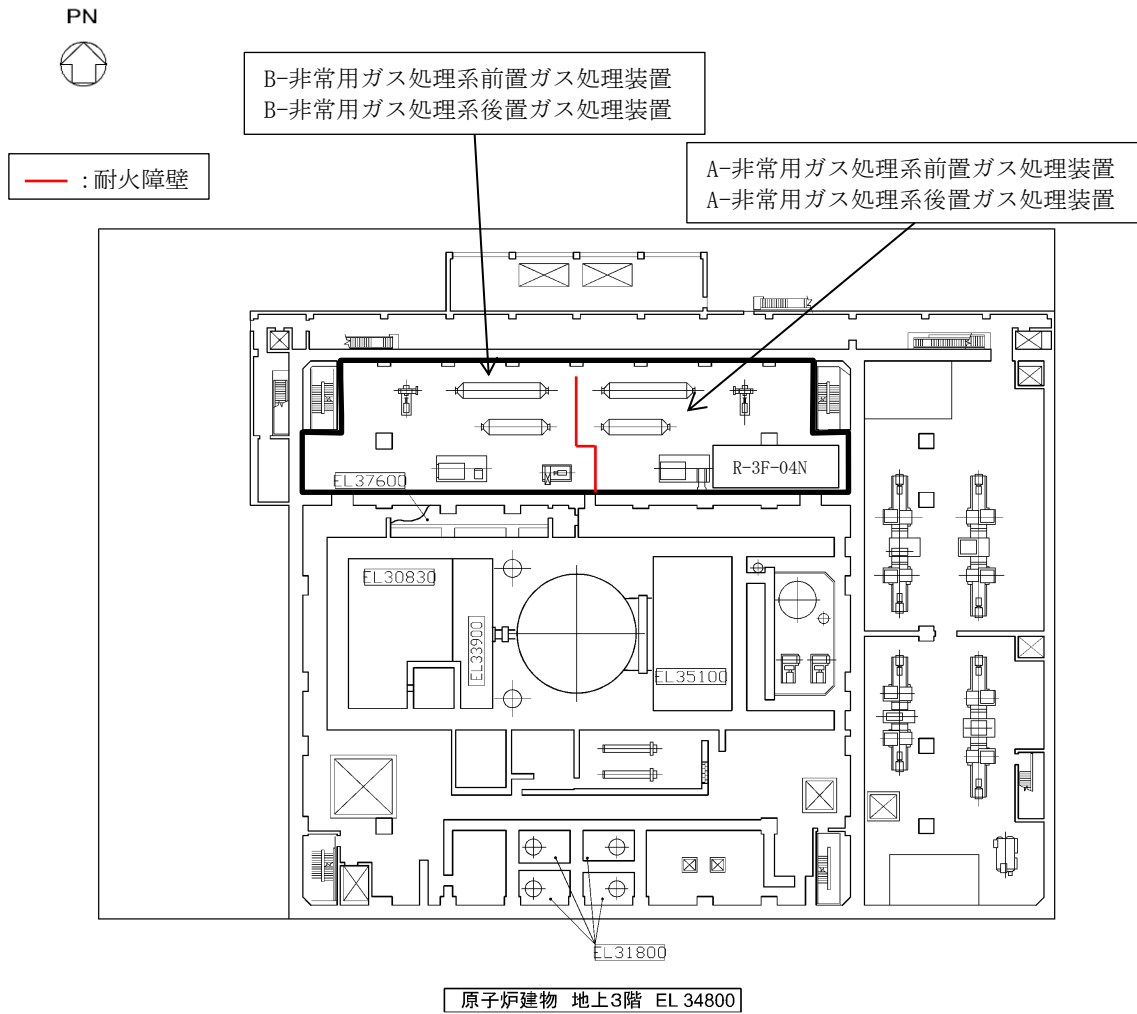 PN
B-非常用ガス処理系前置ガス処理装置
B-非常用ガス処理系後置ガス処理装置
A-非常用ガス処理系前置ガス処理装置
A-非常用ガス処理系後置ガス処理装置
：耐火障壁
R-3F-04N
EL37600
EL30830
EL33900
EL35100
EL31800
原子炉建物 地上3階 EL 34800